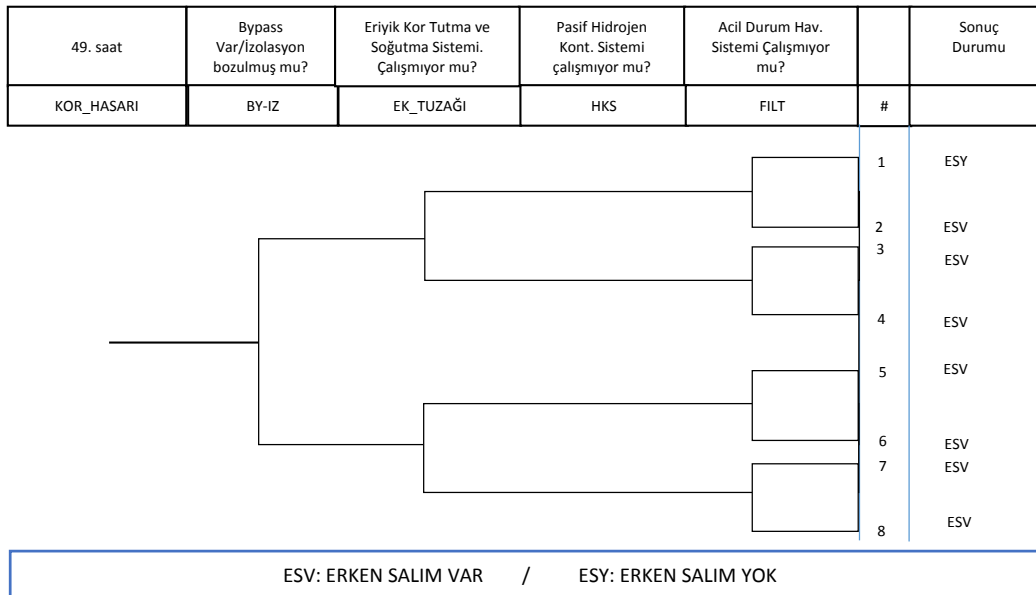 49. saat
Bypass
Var/İzolasyon
bozulmuş mu?
Eriyik Kor Tutma ve
Soğutma Sistemi.
Çalışmıyor mu?
Pasif Hidrojen
Kont. Sistemi
çalışmıyor mu?
Acil Durum Hav.
Sistemi Çalışmıyor
mu?
Sonuç
Durumu
KOR_HASARI
BY-IZ
EK_TUZAĞI
HKS
FILT
#
1
ESY
2
ESV
3
ESV
4
ESV
5
ESV
6
ESV
7
ESV
8
ESV
ESV: ERKEN SALIM VAR / ESY: ERKEN SALIM YOK